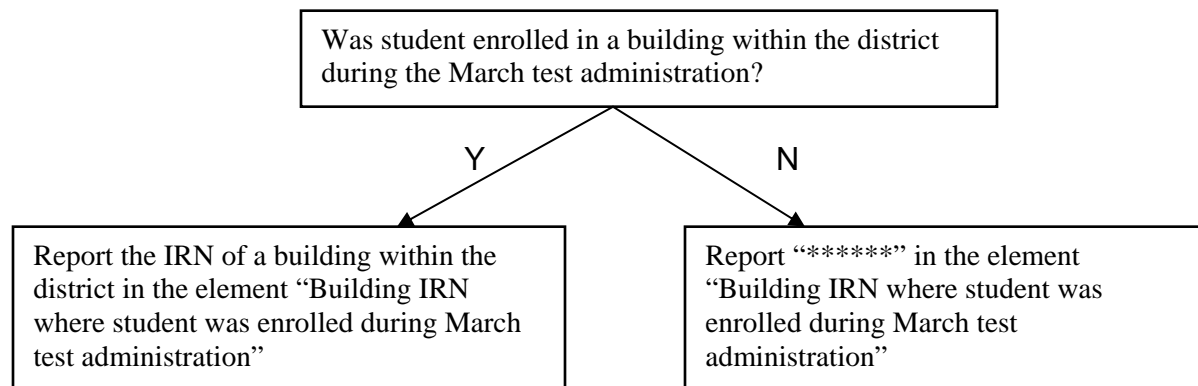 Was student enrolled in a building within the district
during the March test administration?
Y
N
Report the IRN of a building within the
district in the element “Building IRN
where student was enrolled during March
test administration”
Report “******” in the element
“Building IRN where student was
enrolled during March test
administration”